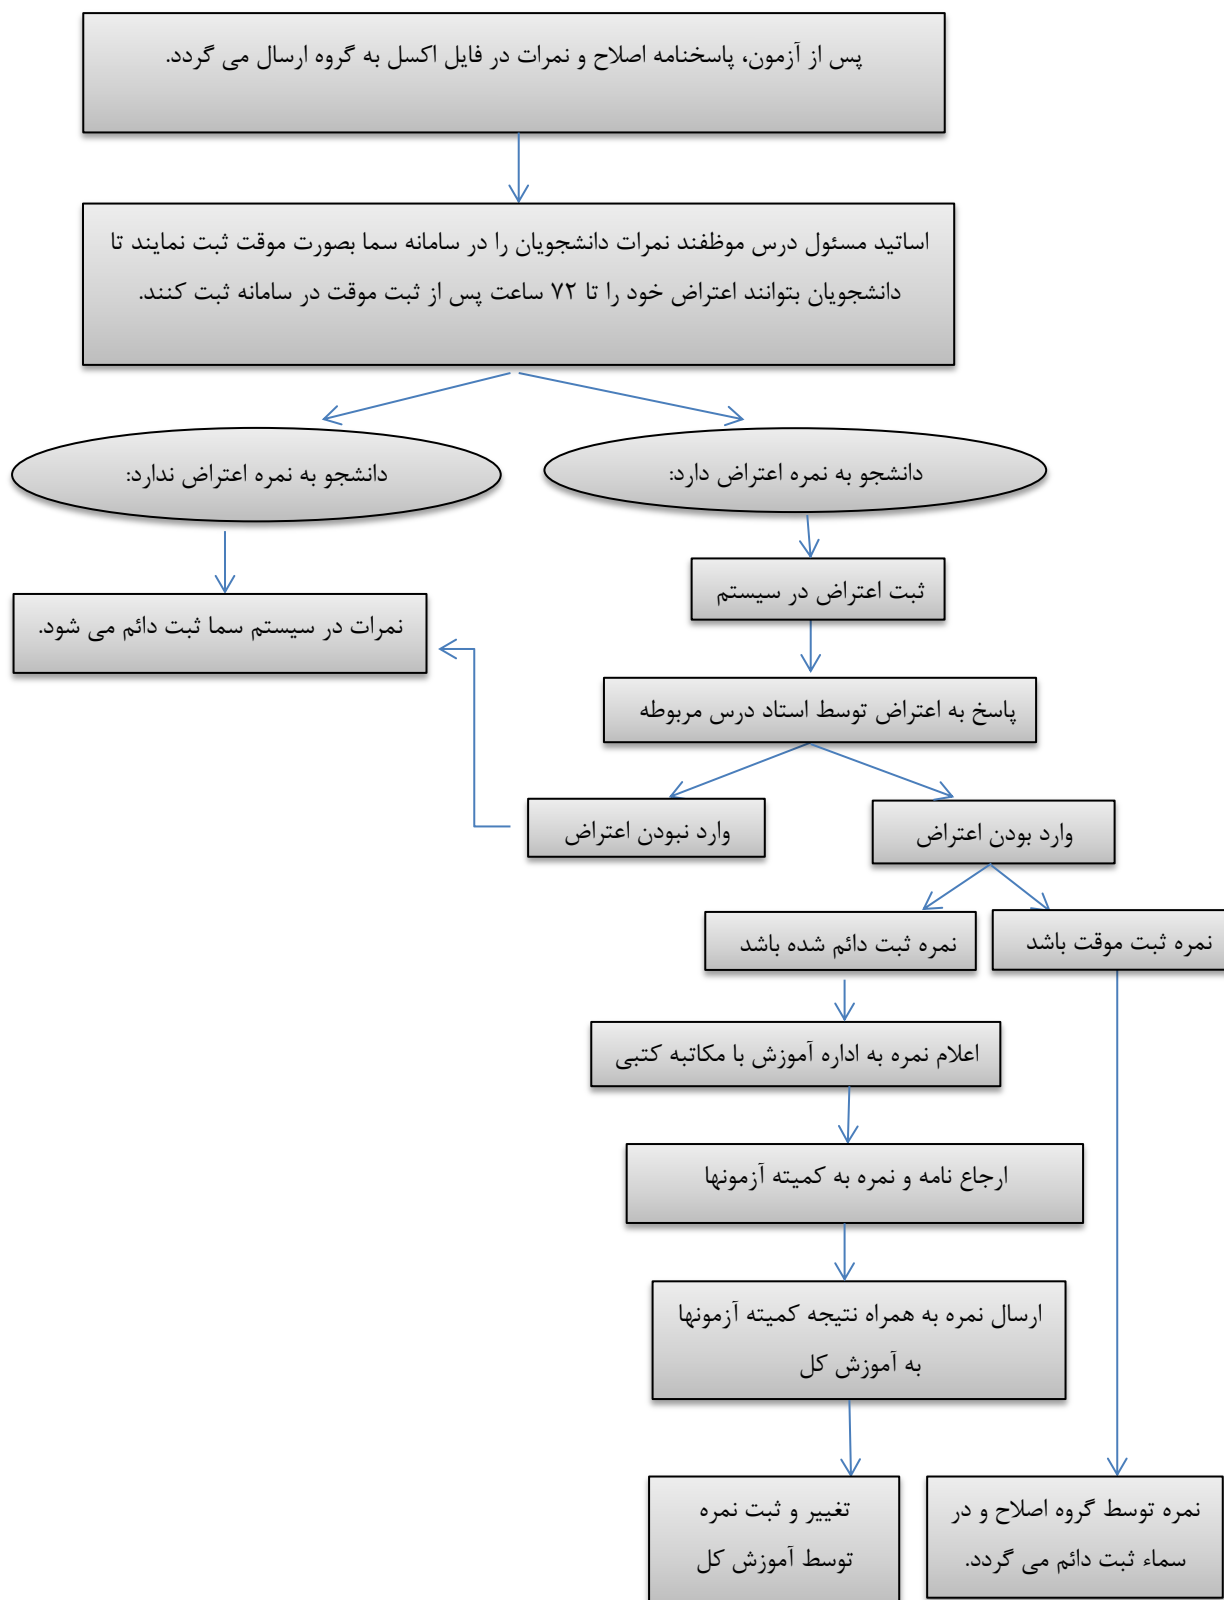 پس از آزمون، پاسخنامه اصلاح و نمرات در فایل اکسل به گروه ارسال می گردد.
اساتید مسئول درس موظفند نمرات دانشجویان را در سامانه سما بصورت موقت ثبت نمایند تا
دانشجویان بتوانند اعتراض خود را تا ۷۲ ساعت پس از ثبت موقت در سامانه ثبت کنند.
دانشجو به نمره اعتراض دارد:
دانشجو به نمره اعتراض ندارد:
ثبت اعتراض در سیستم
نمرات در سیستم سما ثبت دائم می شود.
پاسخ به اعتراض توسط استاد درس مربوطه
وارد بودن اعتراض
وارد نبودن اعتراض
نمره ثبت موقت باشد
نمره ثبت دائم شده باشد
اعلام نمره به اداره آموزش با مکاتبه کتبی
ارجاع نامه و نمره به کمیته آزمونها
ارسال نمره به همراه نتیجه کمیته آزمونها
به آموزش کل
نمره توسط گروه اصلاح و در
سماء ثبت دائم می گردد.
تغییر و ثبت نمره
توسط آموزش کل